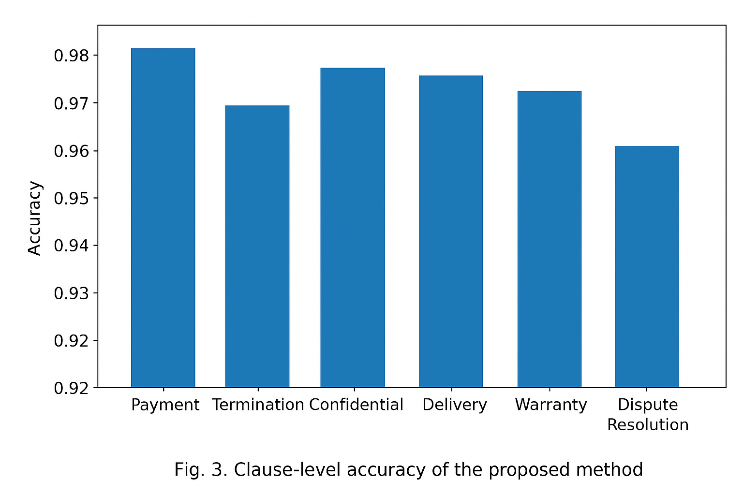 0.98
0.97
0.96
0.95
0.94
0.93
0.92
0.92
Accuracy
Payment Termination Confidential Delivery Warranty Dispute
Resolution
Fig. 3. Clause-level accuracy of the proposed method